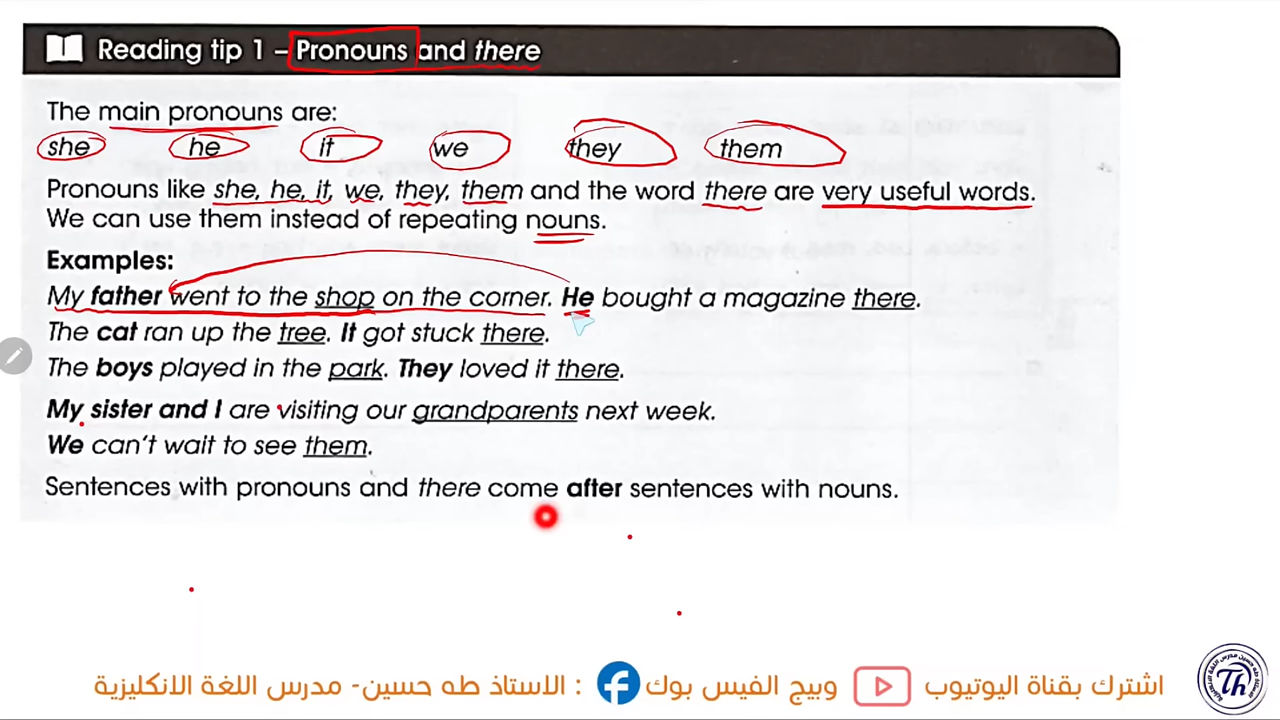 Reading tip 1 – Pronouns and there
The main pronouns are:
she he it we they them
Pronouns like she, he, it, we, they, them and the word there are very useful words.
We can use them instead of repeating nouns.
Examples:
My father went to the shop on the corner. He bought a magazine there.
The cat ran up the tree. It got stuck there.
The boys played in the park. They loved it there.
My sister and I are visiting our grandparents next week.
We can't wait to see them.
Sentences with pronouns and there come after sentences with nouns.
اشترك بقناة اليوتيوب وبيج الفيس بوك : الاستاذ طه حسين- مدرس اللغة الانكليزية
Th